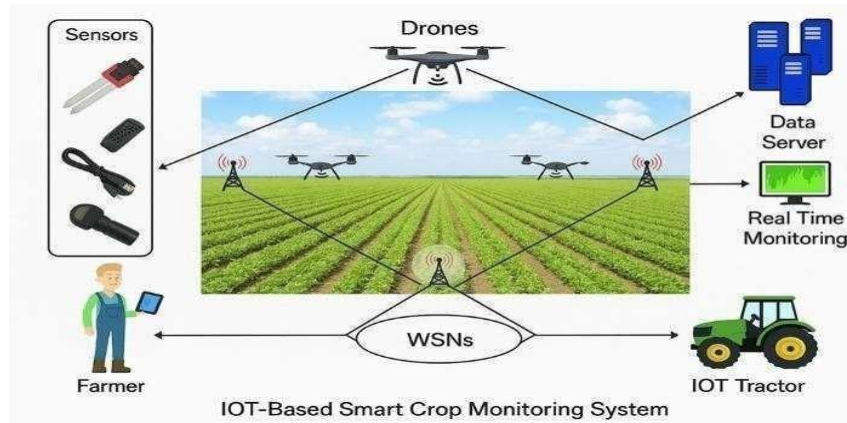 Sensors
Drones
Data
Server
Real Time
Monitoring
WSNs
Farmer
IOT Tractor
IOT-Based Smart Crop Monitoring System